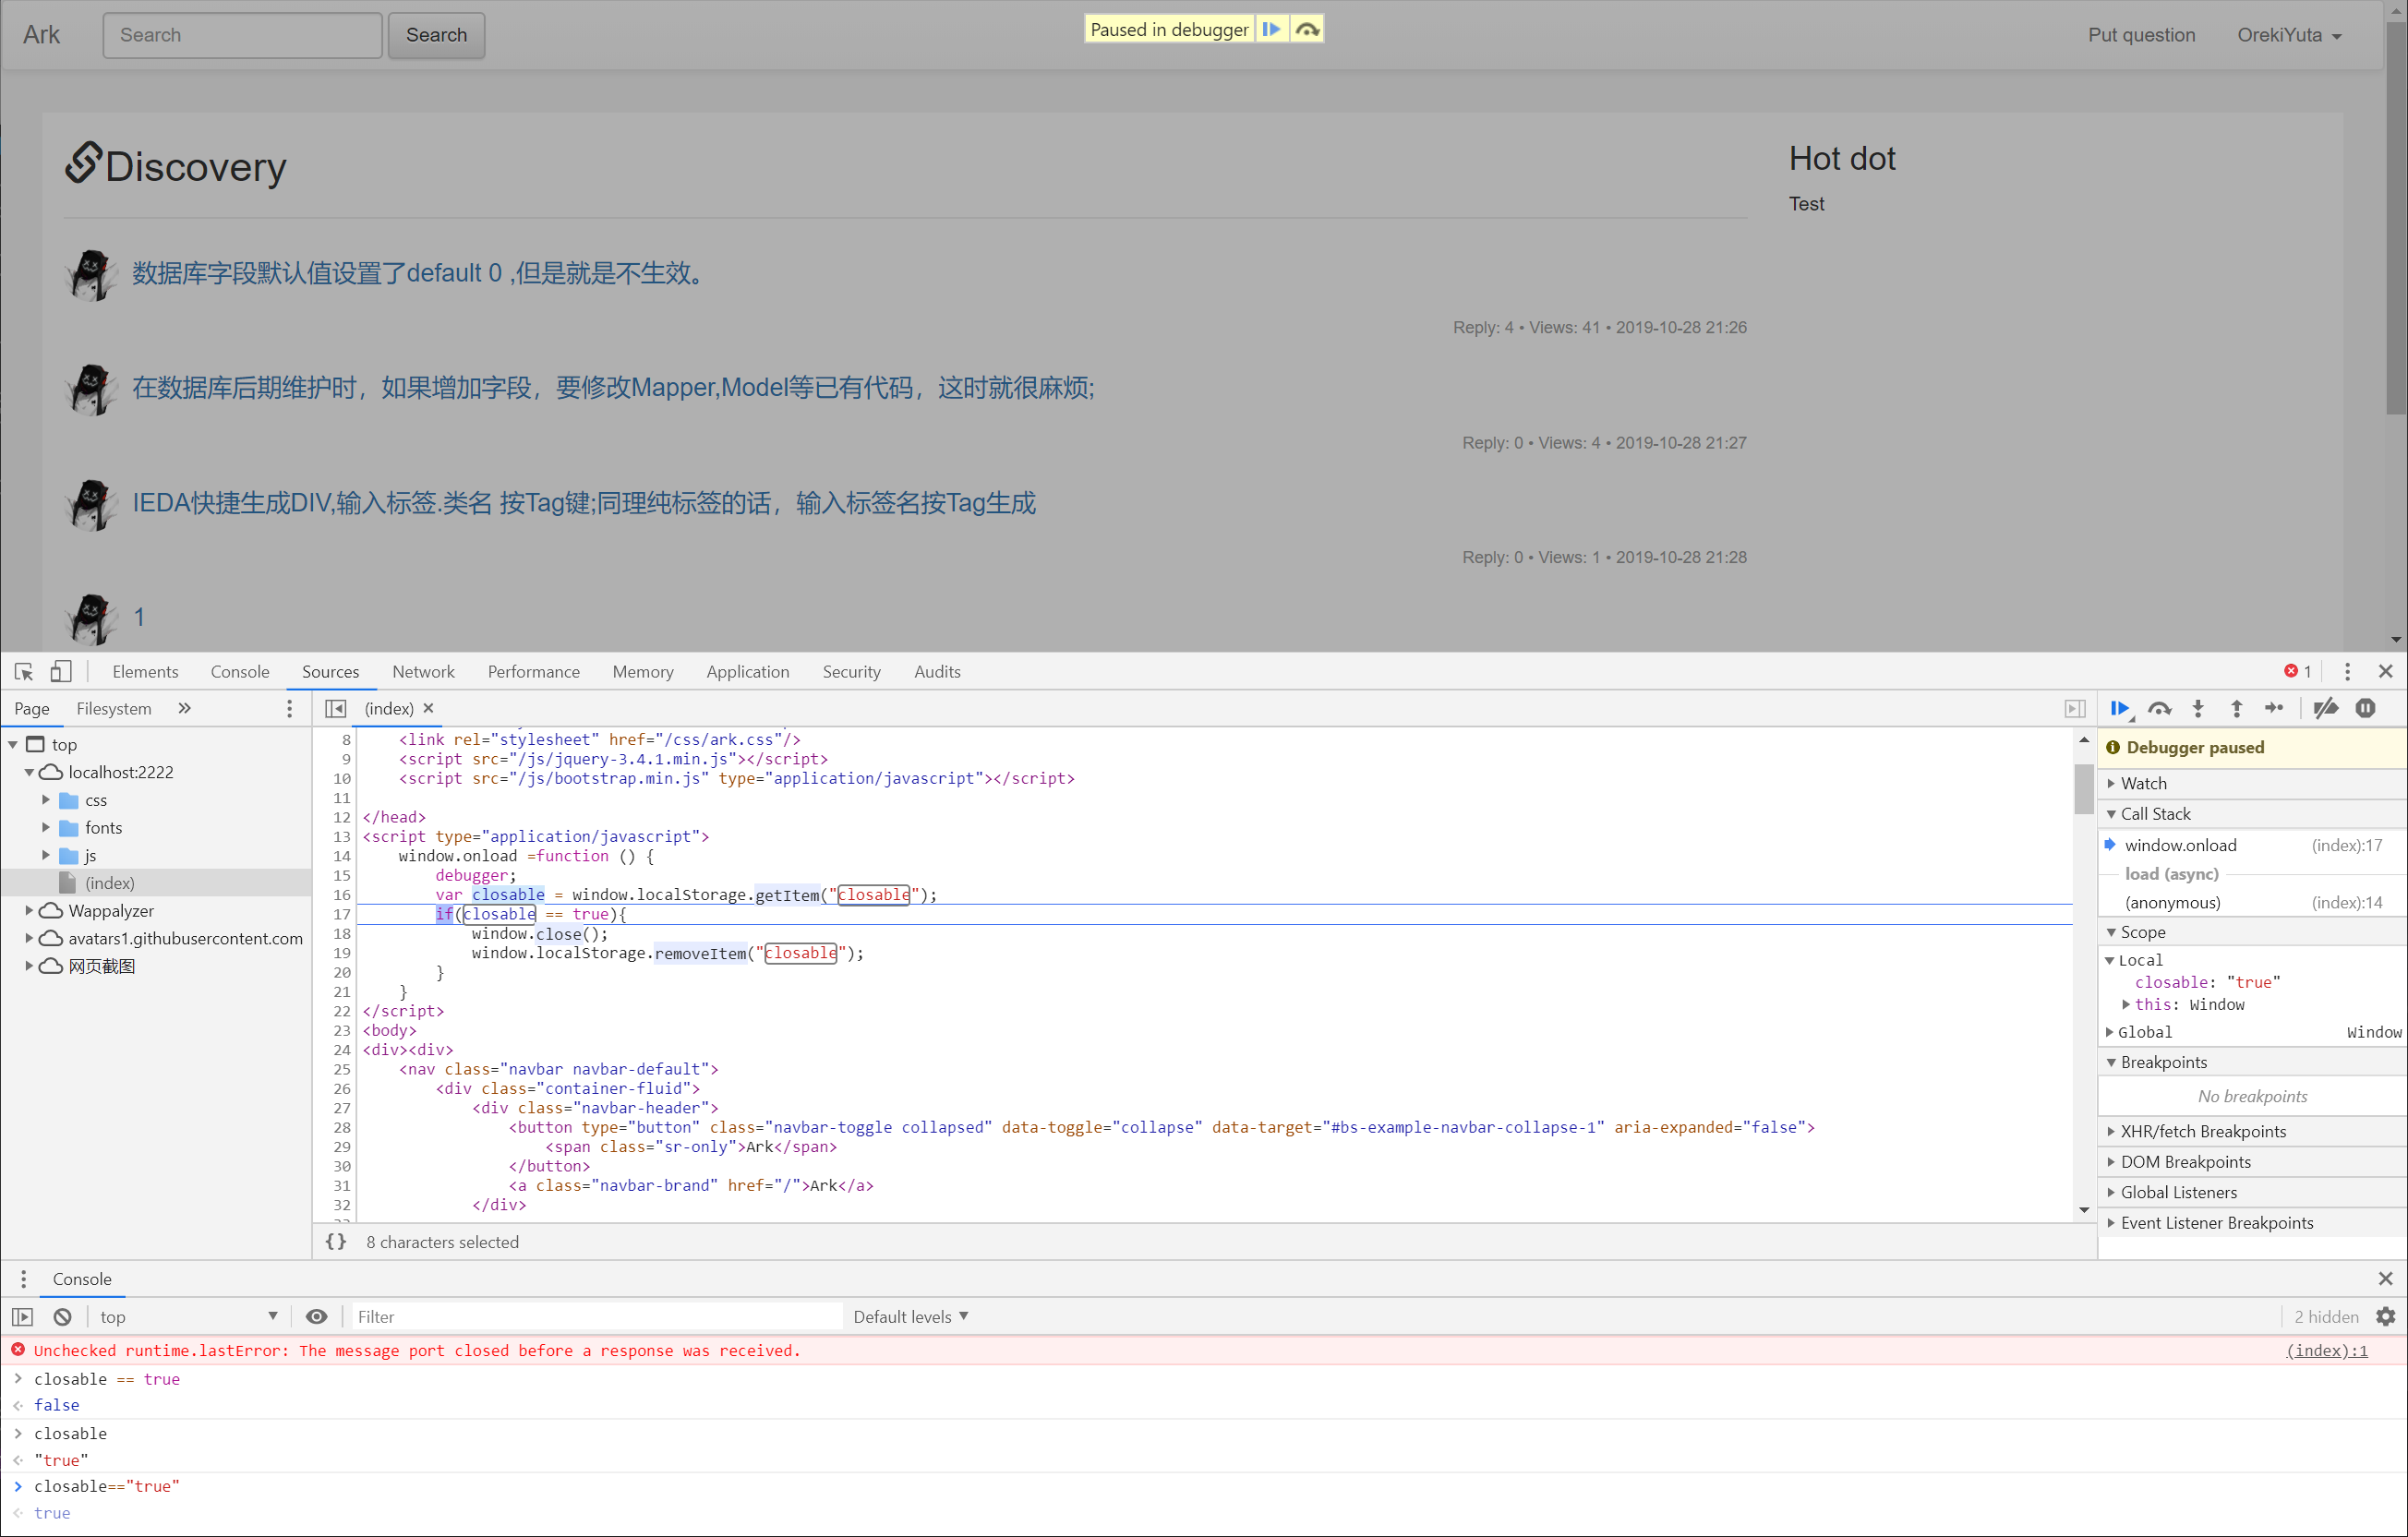 Ark Search Search Paused in debugger Put question OrekiYuta
Discovery
Hot dot
Test
数据库字段默认值设置了default 0 ,但是就是不生效。
Reply: 4 • Views: 41 • 2019-10-28 21:26
在数据库后期维护时，如果增加字段，要修改Mapper,Model等已有代码，这时就很麻烦;
Reply: 0 • Views: 4 • 2019-10-28 21:27
IEDA快捷生成DIV,输入标签.类名 按Tag键;同理纯标签的话，输入标签名按Tag生成
Reply: 0 • Views: 1 • 2019-10-28 21:28
1
Elements Console Sources Network Performance Memory Application Security Audits 1
Page Filesystem
top
localhost:2222
css
fonts
js
(index)
Wappalyzer
avatars1.githubusercontent.com
网页截图
(index)
8 <link rel="stylesheet" href="/css/ark.css"/>
9 <script src="/js/jquery-3.4.1.min.js"></script>
10 <script src="/js/bootstrap.min.js" type="application/javascript"></script>
11
12 </head>
13 <script type="application/javascript">
14 window.onload =function () {
15 debugger;
16 var closable = window.localStorage.getItem("closable");
17 if(closable == true){
18 window.close();
19 window.localStorage.removeItem("closable");
20 }
21 }
22 </script>
23 <body>
24 <div><div>
25 <nav class="navbar navbar-default">
26 <div class="container-fluid">
27 <div class="navbar-header">
28 <button type="button" class="navbar-toggle collapsed" data-toggle="collapse" data-target="#bs-example-navbar-collapse-1" aria-expanded="false">
29 <span class="sr-only">Ark</span>
30 </button>
31 <a class="navbar-brand" href="/">Ark</a>
32 </div>
{} 8 characters selected
Debugger paused
Watch
Call Stack
window.onload (index):17
load (async)
(anonymous) (index):14
Scope
Local
closable: "true"
this: Window
Global Window
Breakpoints
No breakpoints
XHR/fetch Breakpoints
DOM Breakpoints
Global Listeners
Event Listener Breakpoints
Console
top Filter Default levels 2 hidden
Unchecked runtime.lastError: The message port closed before a response was received. (index):1
closable == true
false
closable
"true"
closable=="true"
true